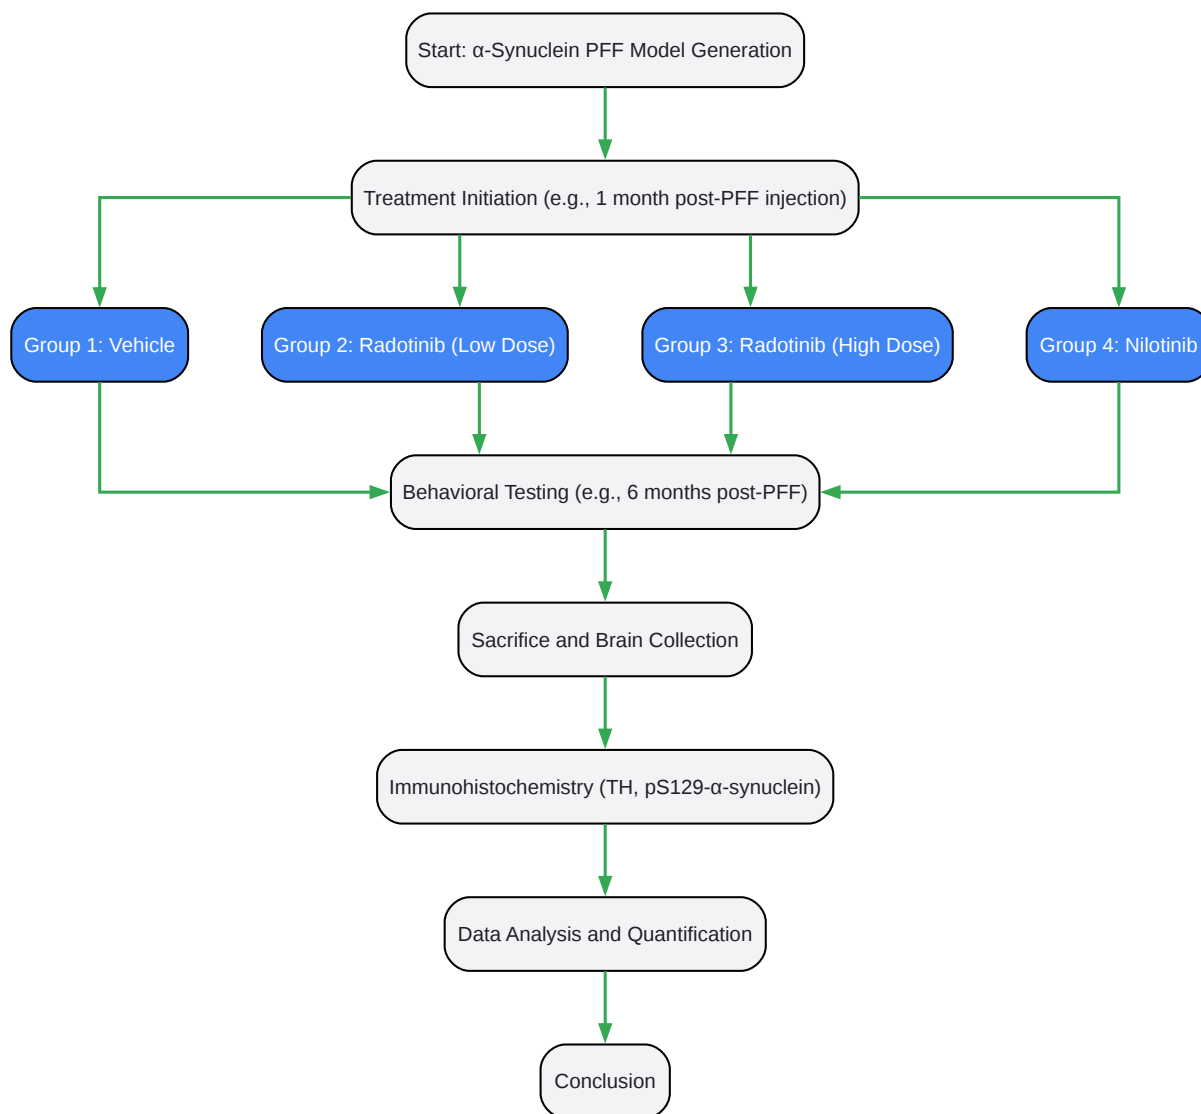 Start: α-Synuclein PFF Model Generation
Treatment Initiation (e.g., 1 month post-PFF injection)
Group 1: Vehicle
Group 2: Radotinib (Low Dose)
Group 3: Radotinib (High Dose)
Group 4: Nilotinib
Behavioral Testing (e.g., 6 months post-PFF)
Sacrifice and Brain Collection
Immunohistochemistry (TH, pS129-α-synuclein)
Data Analysis and Quantification
Conclusion